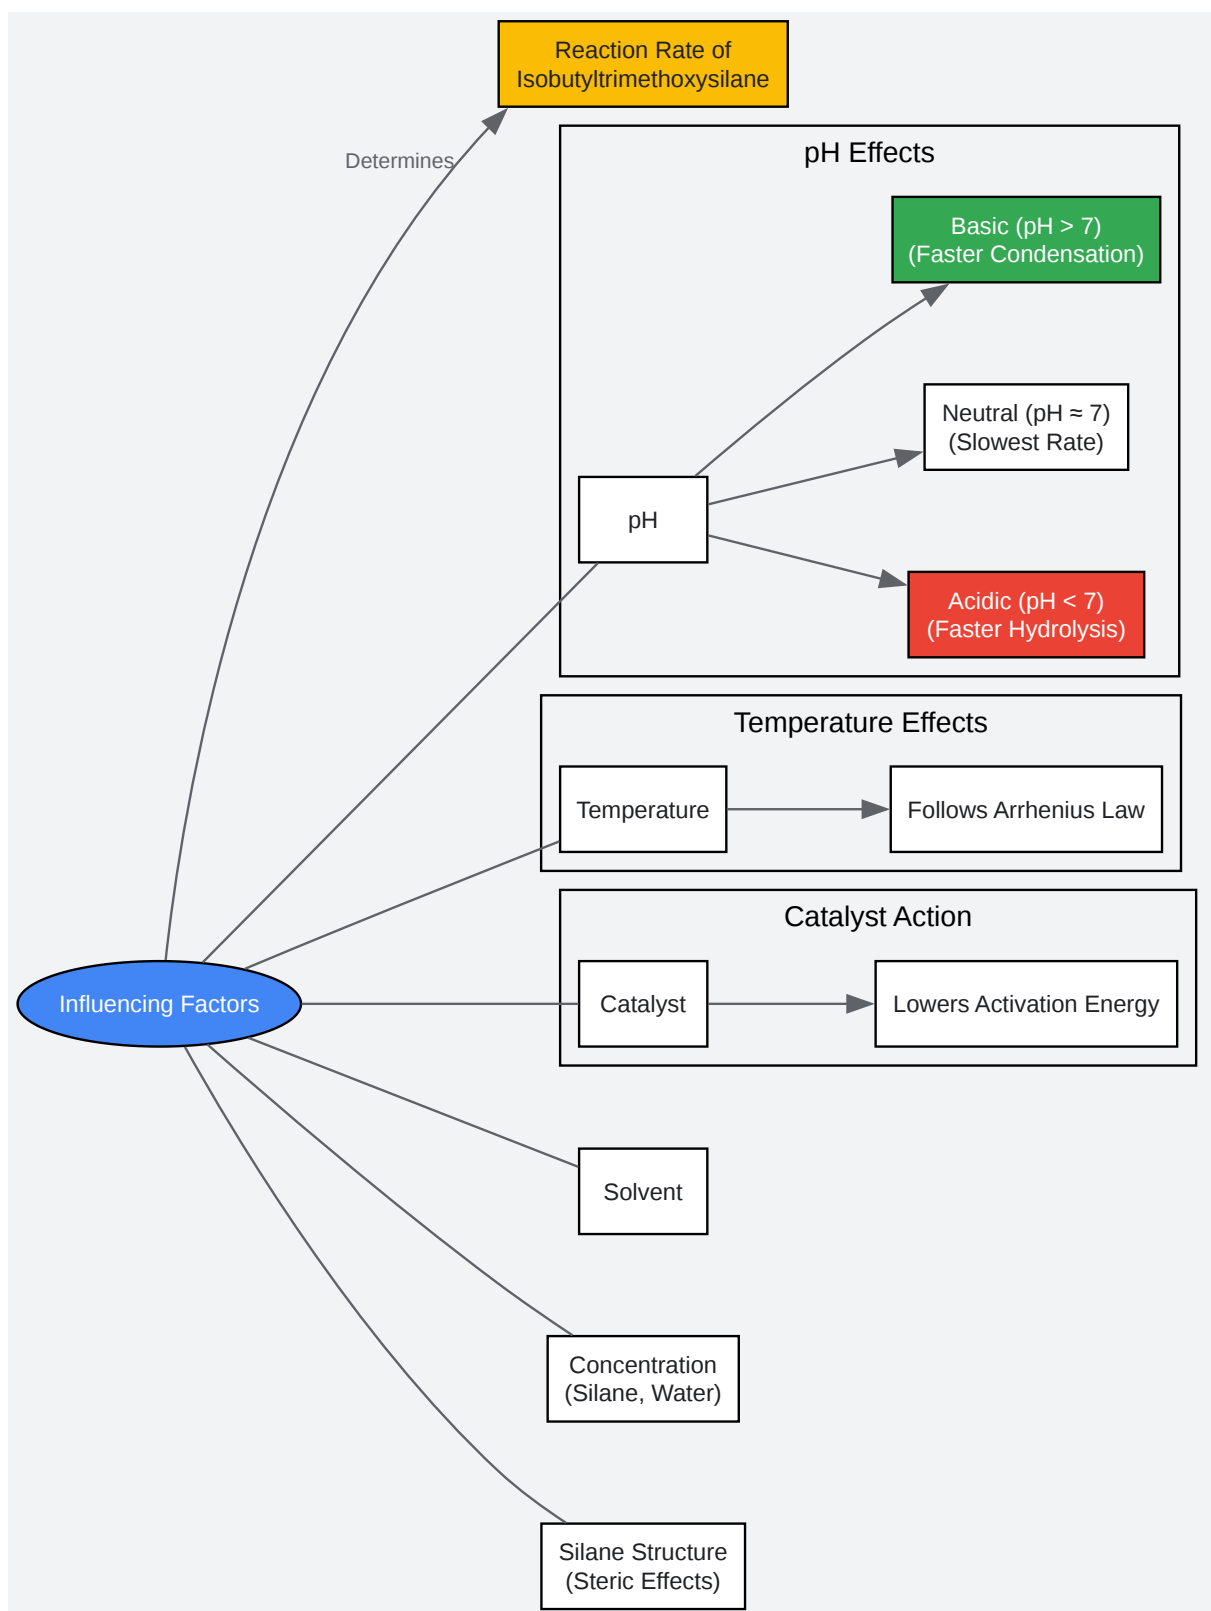 Reaction Rate of
Isobutyltrimethoxysilane
Determines
pH Effects
Basic (pH > 7)
(Faster Condensation)
Neutral (pH ≈ 7)
(Slowest Rate)
pH
Acidic (pH < 7)
(Faster Hydrolysis)
Temperature Effects
Temperature
Follows Arrhenius Law
Catalyst Action
Influencing Factors
Catalyst
Lowers Activation Energy
Solvent
Concentration
(Silane, Water)
Silane Structure
(Steric Effects)